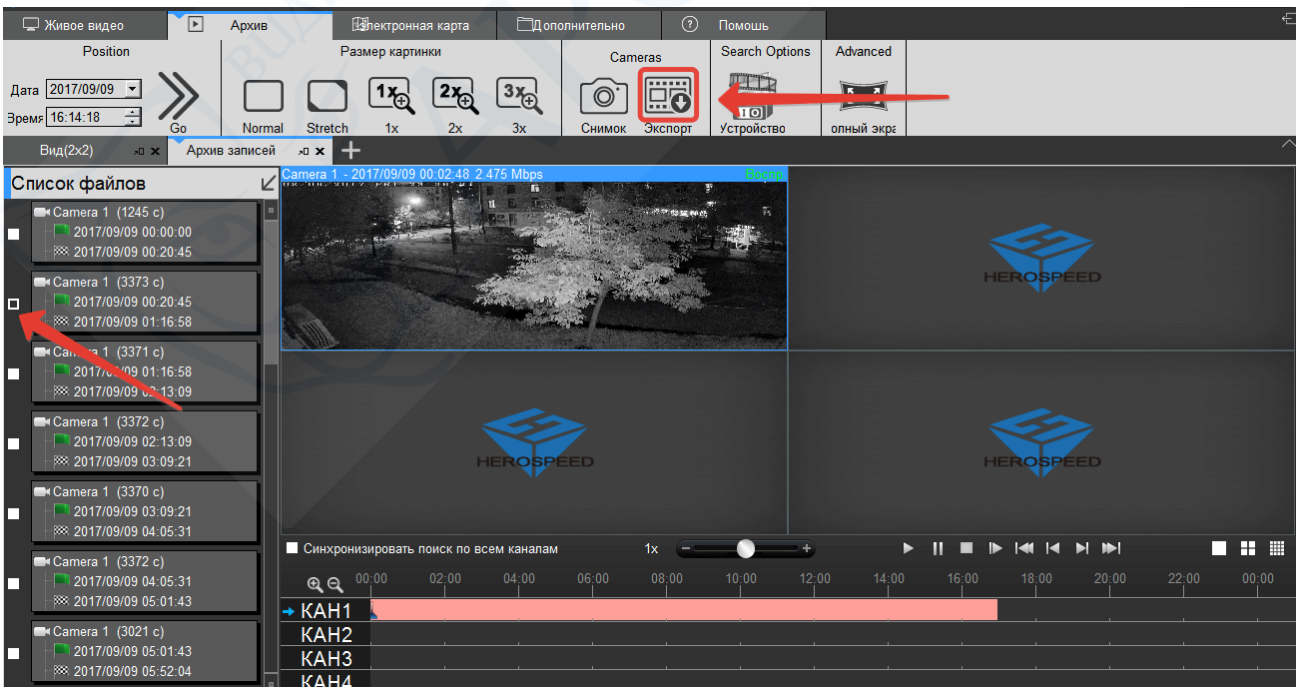 Живое видео
Архив
Электронная карта
Дополнительно
Помошь
Position
Размер картинки
Cameras
Search Options
Advanced
Дата 2017/09/09
Время 16:14:18
Go
Normal
Stretch
1x
2x
3x
Снимок
Экспорт
Устройство
олный экра
Вид(2x2)
Архив записей
Список файлов
Camera 1 - 2017/09/09 00:02:48 2.475 Mbps
Camera 1 (1245 с)
2017/09/09 00:00:00
2017/09/09 00:20:45
Camera 1 (3373 с)
2017/09/09 00:20:45
2017/09/09 01:16:58
Camera 1 (3371 с)
2017/09/09 01:16:58
2017/09/09 02:13:09
Camera 1 (3372 с)
2017/09/09 02:13:09
2017/09/09 03:09:21
Camera 1 (3370 с)
2017/09/09 03:09:21
2017/09/09 04:05:31
Camera 1 (3372 с)
2017/09/09 04:05:31
2017/09/09 05:01:43
Camera 1 (3021 с)
2017/09/09 05:01:43
2017/09/09 05:52:04
HEROSPEED
HEROSPEED
HEROSPEED
Синхронизировать поиск по всем каналам
1x
00:00 02:00 04:00 06:00 08:00 10:00 12:00 14:00 16:00 18:00 20:00 22:00 00:00
КАН1
КАН2
КАН3
КАН4